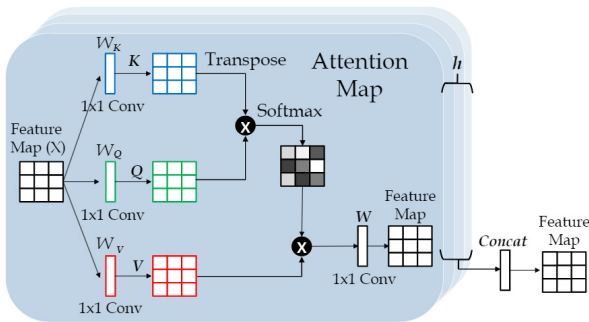 W_K
K
Transpose
Attention
Map
h
1x1 Conv
Softmax
X
Feature
Map (X)
W_Q
Q
1x1 Conv
W_V
V
1x1 Conv
X
W
1x1 Conv
Feature
Map
Concat
Feature
Map